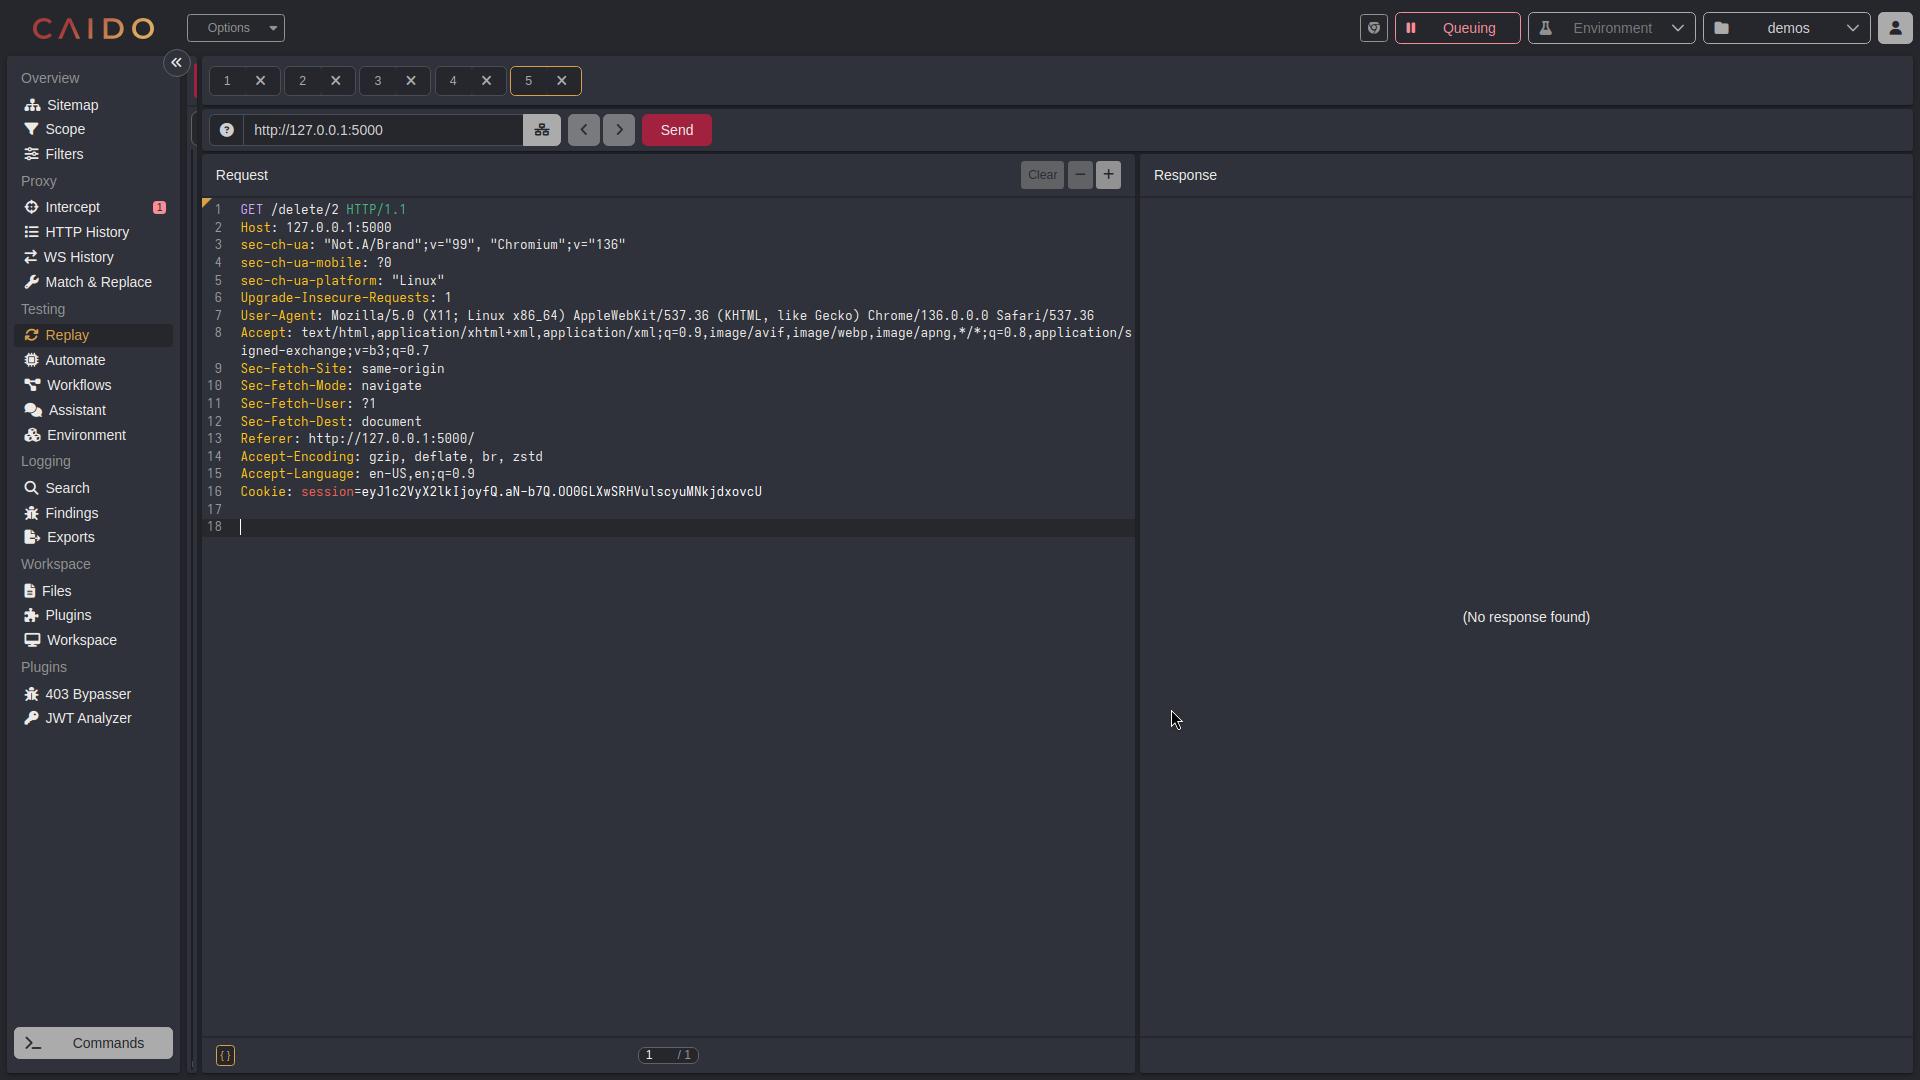 CAIDO
Options
Queuing
Environment
demos
Overview
Sitemap
Scope
Filters
Proxy
Intercept 1
HTTP History
WS History
Match & Replace
Testing
Replay
Automate
Workflows
Assistant
Environment
Logging
Search
Findings
Exports
Workspace
Files
Plugins
Workspace
Plugins
403 Bypasser
JWT Analyzer
Commands
1 2 3 4 5
http://127.0.0.1:5000
Send
Request
Clear
1 GET /delete/2 HTTP/1.1
2 Host: 127.0.0.1:5000
3 sec-ch-ua: "Not.A/Brand";v="99", "Chromium";v="136"
4 sec-ch-ua-mobile: ?0
5 sec-ch-ua-platform: "Linux"
6 Upgrade-Insecure-Requests: 1
7 User-Agent: Mozilla/5.0 (X11; Linux x86_64) AppleWebKit/537.36 (KHTML, like Gecko) Chrome/136.0.0.0 Safari/537.36
8 Accept: text/html,application/xhtml+xml,application/xml;q=0.9,image/avif,image/webp,image/apng,*/*;q=0.8,application/s
igned-exchange;v=b3;q=0.7
9 Sec-Fetch-Site: same-origin
10 Sec-Fetch-Mode: navigate
11 Sec-Fetch-User: ?1
12 Sec-Fetch-Dest: document
13 Referer: http://127.0.0.1:5000/
14 Accept-Encoding: gzip, deflate, br, zstd
15 Accept-Language: en-US,en;q=0.9
16 Cookie: session=eyJ1c2VyX2lkIjoyfQ.aN-b7Q.OO0GLXwSRHVulscyuMNkjdxovcU
17
18
{}
1 / 1
Response
(No response found)